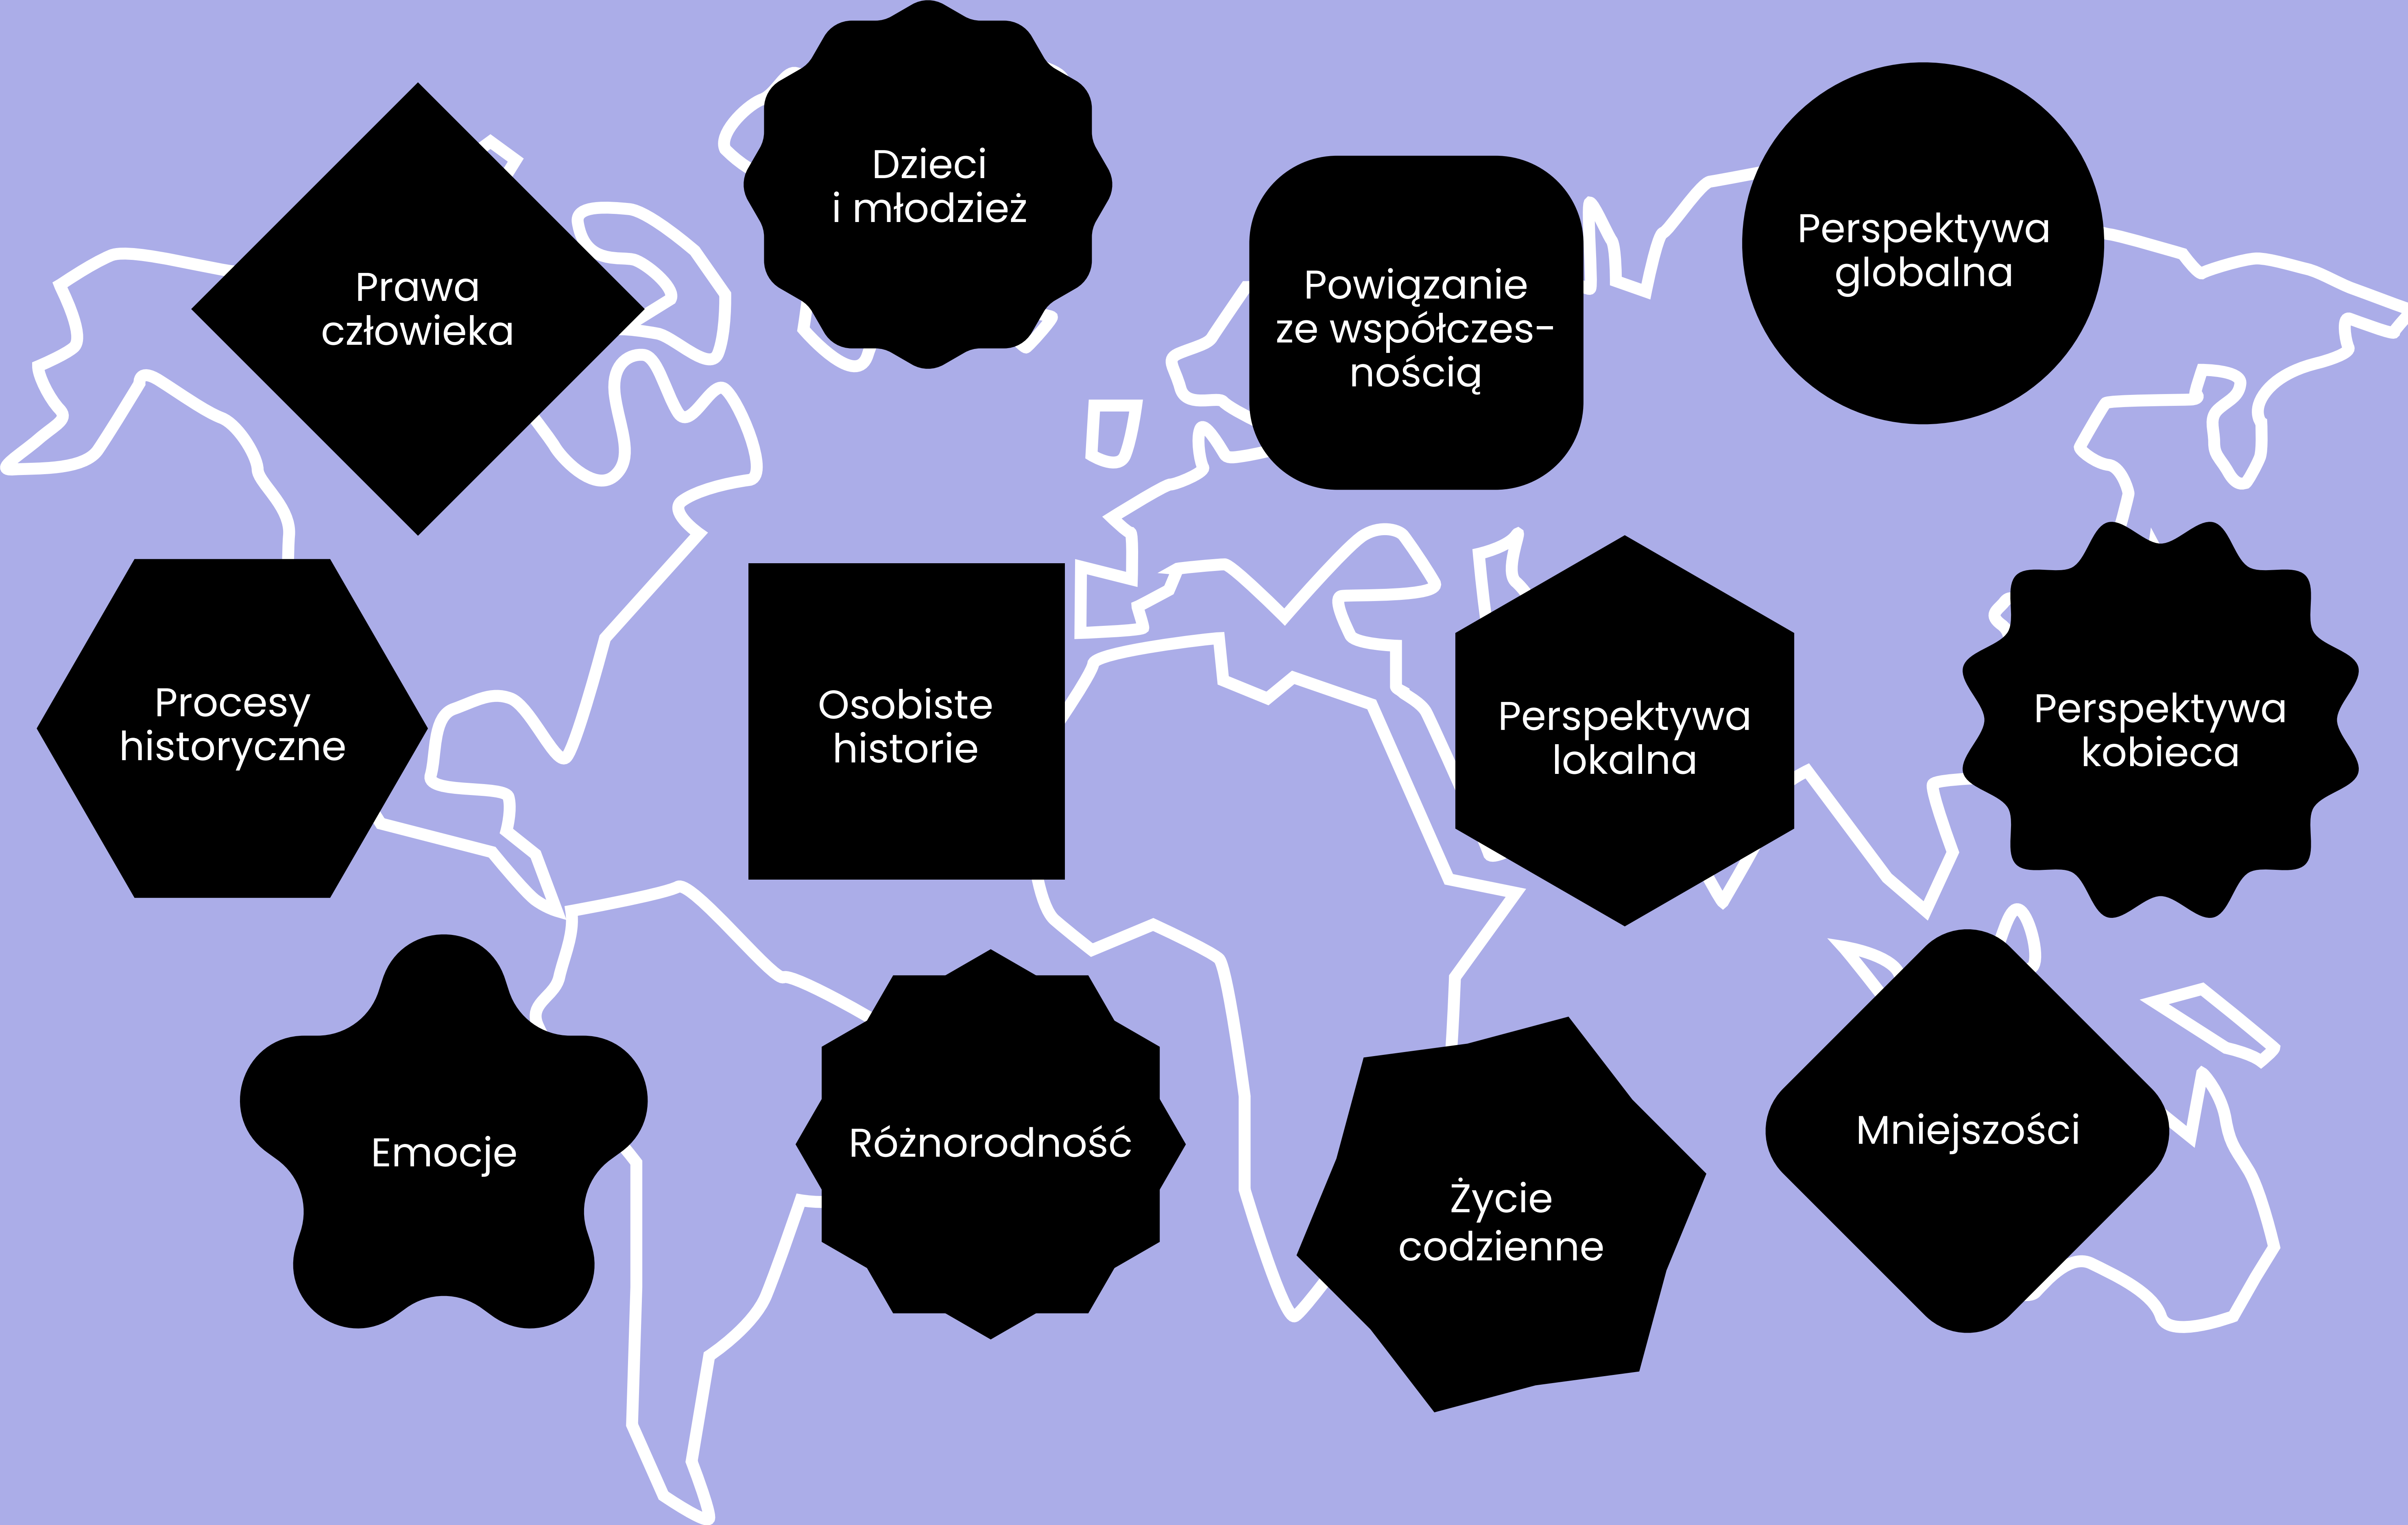 Dzieci
i młodzież
Perspektywa
globalna
Prawa
człowieka
Powiązanie
ze współczes-
nością
Procesy
historyczne
Osobiste
historie
Perspektywa
lokalna
Perspektywa
kobieca
Emocje
Różnorodność
Życie
codzienne
Mniejszości